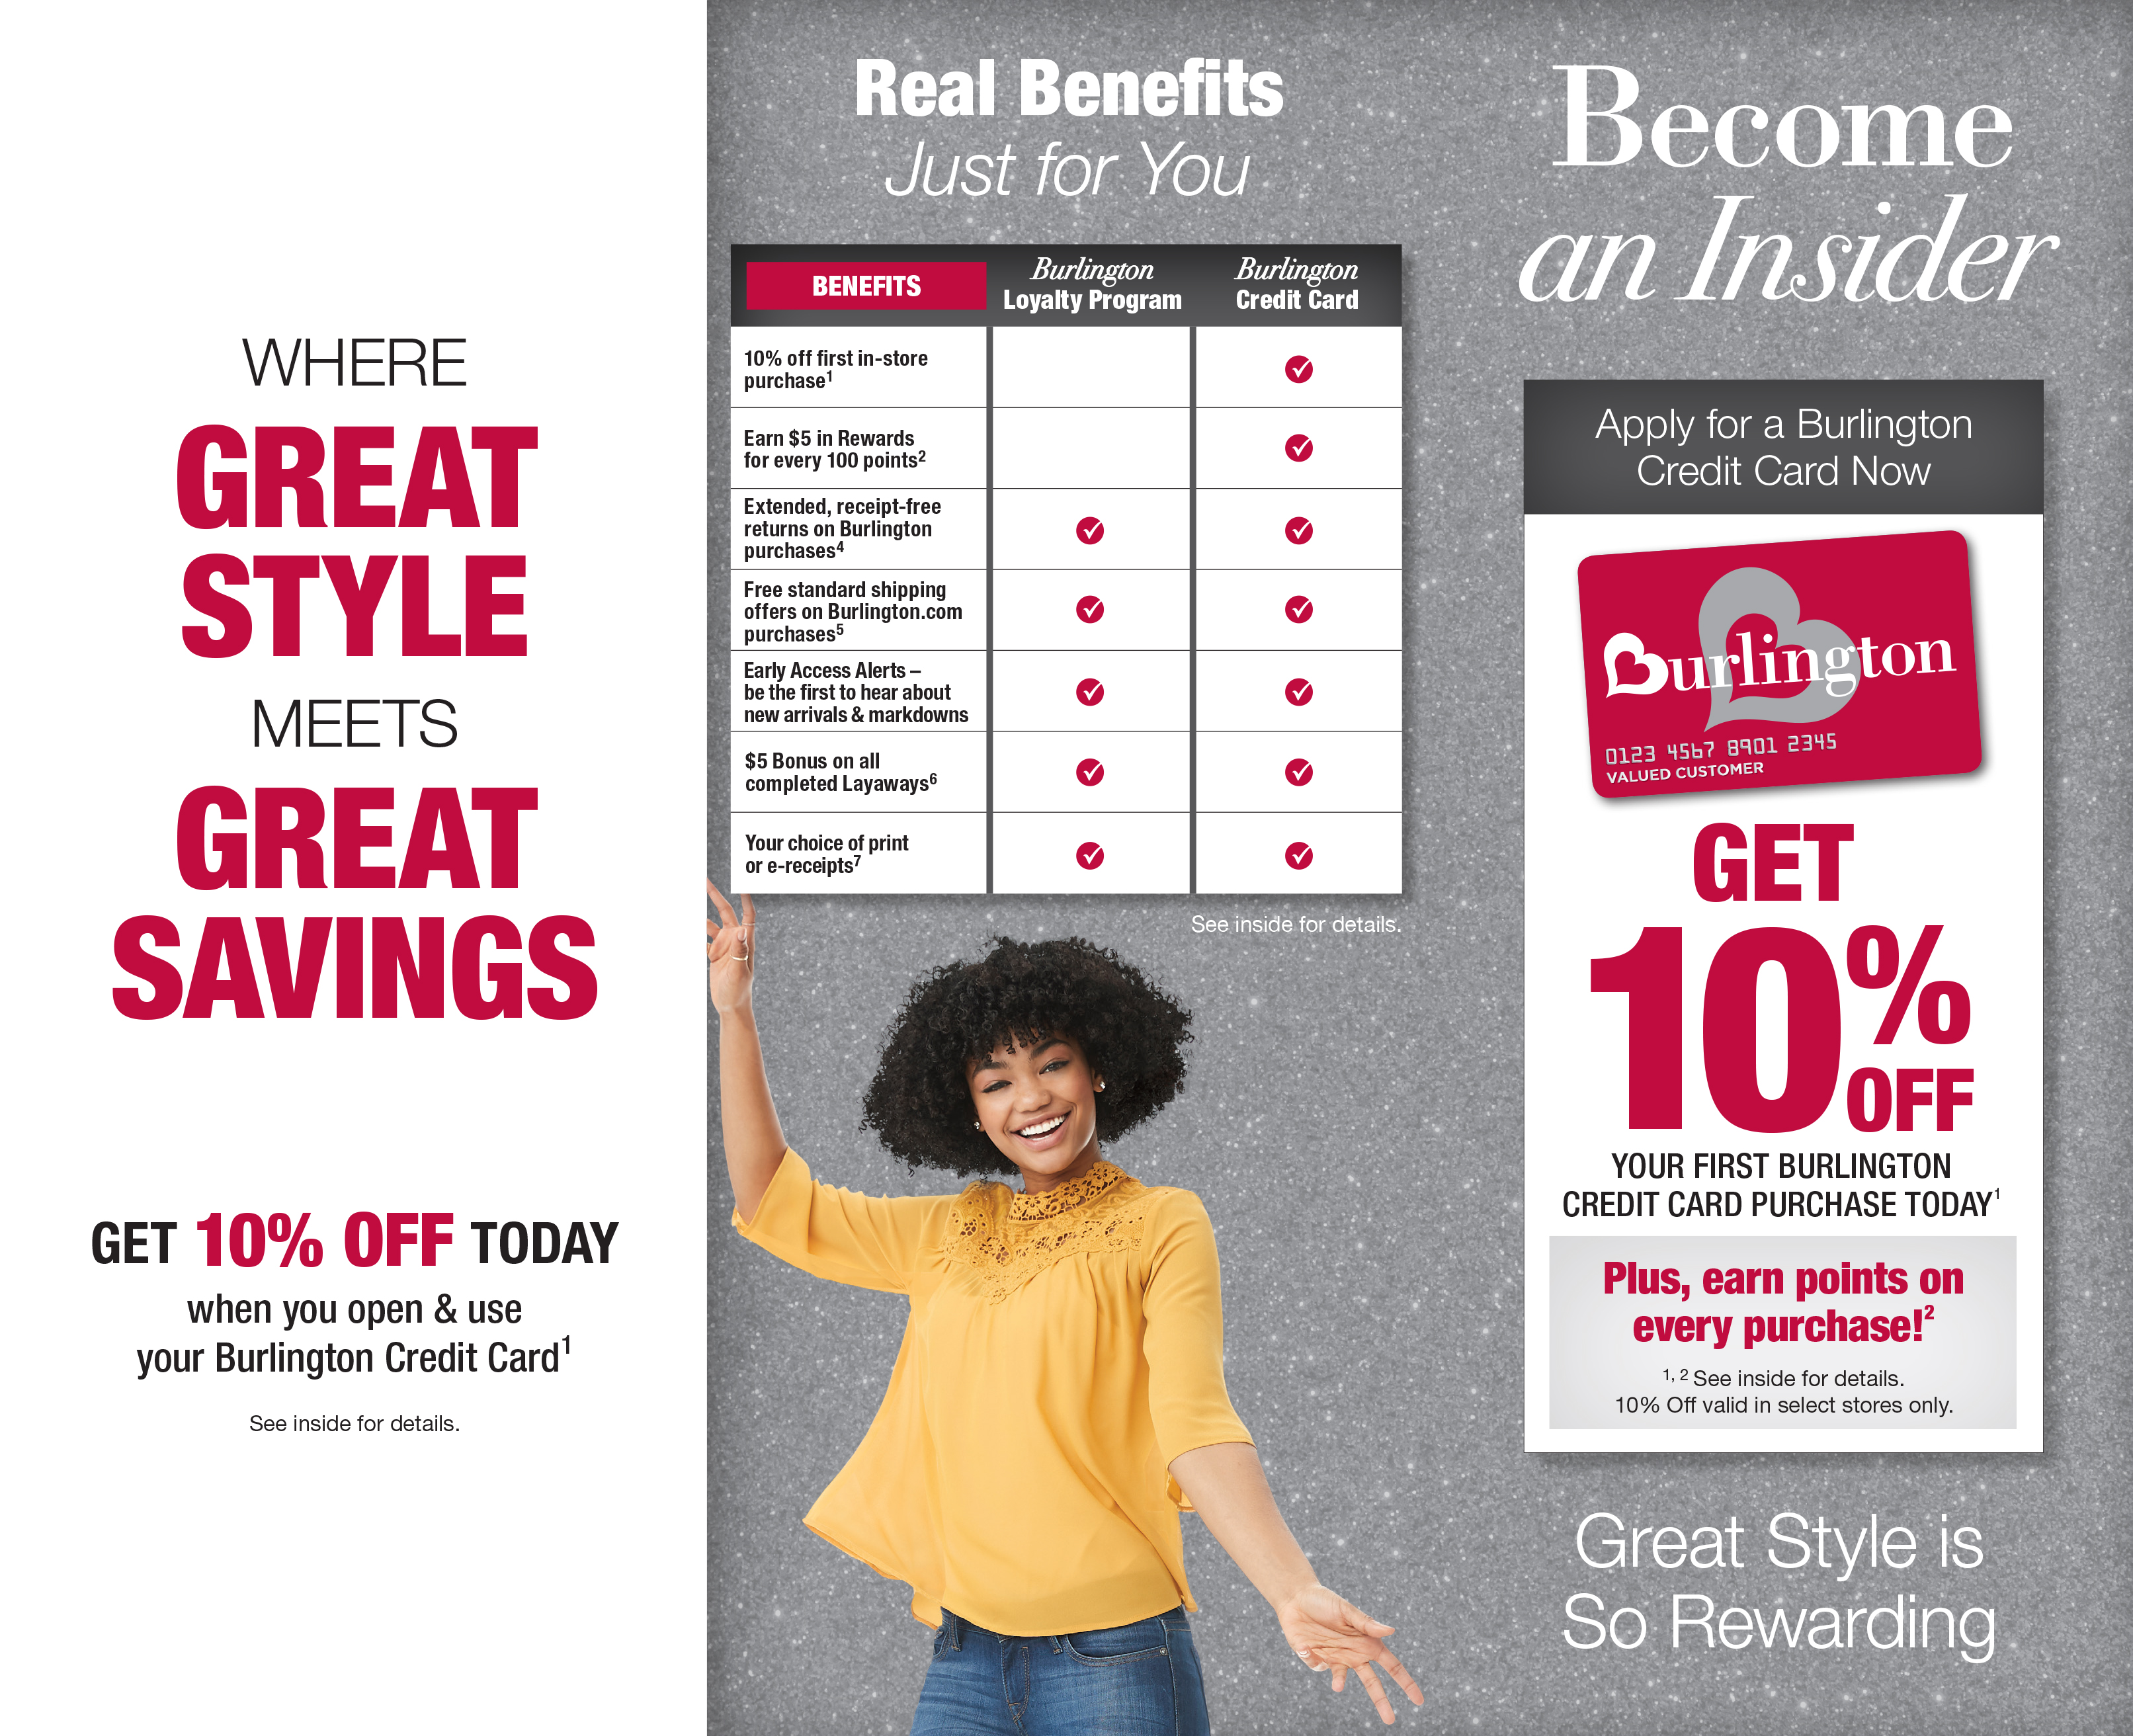 WHERE
GREAT
STYLE
MEETS
GREAT
SAVINGS
GET 10% OFF TODAY
when you open & use
your Burlington Credit Card¹
See inside for details.
Real Benefits
Just for You
BENEFITS
Burlington
Loyalty Program
Burlington
Credit Card
10% off first in-store
purchase¹
Earn $5 in Rewards
for every 100 points²
Extended, receipt-free
returns on Burlington
purchases⁴
Free standard shipping
offers on Burlington.com
purchases⁵
Early Access Alerts –
be the first to hear about
new arrivals & markdowns
$5 Bonus on all
completed Layaways⁶
Your choice of print
or e-receipts⁷
See inside for details.
Become
an Insider
Apply for a Burlington
Credit Card Now
Burlington
0123 4567 8901 2345
VALUED CUSTOMER
GET
10%
OFF
YOUR FIRST BURLINGTON
CREDIT CARD PURCHASE TODAY¹
Plus, earn points on
every purchase!²
¹, ² See inside for details.
10% Off valid in select stores only.
Great Style is
So Rewarding